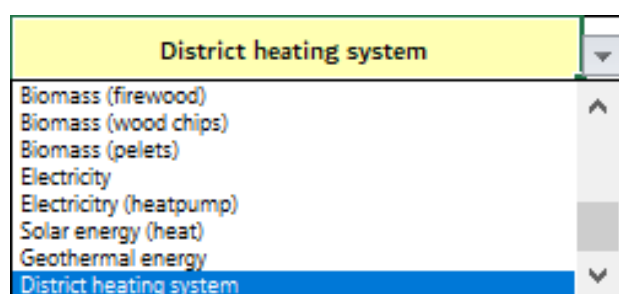 District heating system
Biomass (firewood)
Biomass (wood chips)
Biomass (pelets)
Electricity
Electricitry (heatpump)
Solar energy (heat)
Geothermal energy
District heating system